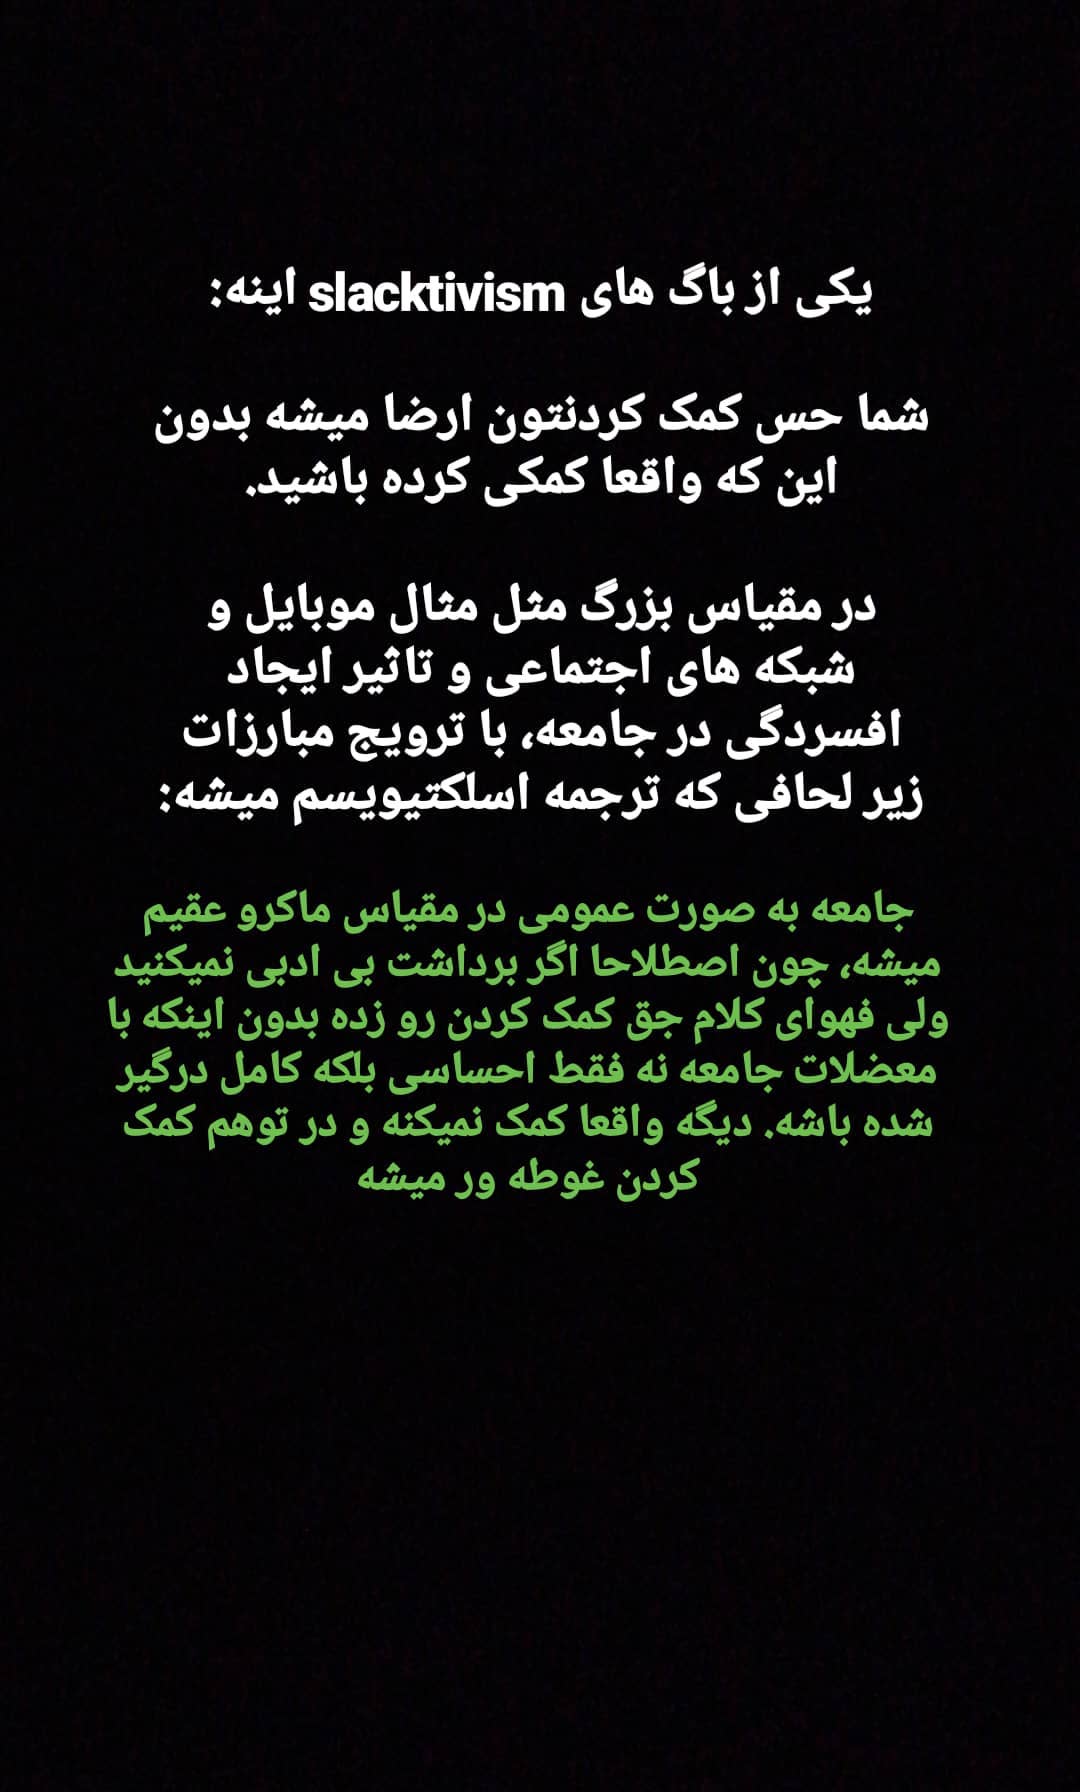 یکی از باگ های slacktivism اینه:
شما حس کمک کردنتون ارضا میشه بدون
این که واقعا کمکی کرده باشید.
در مقیاس بزرگ مثل مثال موبایل و
شبکه های اجتماعی و تاثیر ایجاد
افسردگی در جامعه، با ترویج مبارزات
زیر لحافی که ترجمه اسلکتیویسم میشه:
جامعه به صورت عمومی در مقیاس ماکرو عقیم
میشه، چون اصطلاحا اگر برداشت بی ادبی نمیکنید
ولی فهوای کلام جق کمک کردن رو زده بدون اینکه با
معضلات جامعه نه فقط احساسی بلکه کامل درگیر
شده باشه. دیگه واقعا کمک نمیکنه و در توهم کمک
کردن غوطه ور میشه